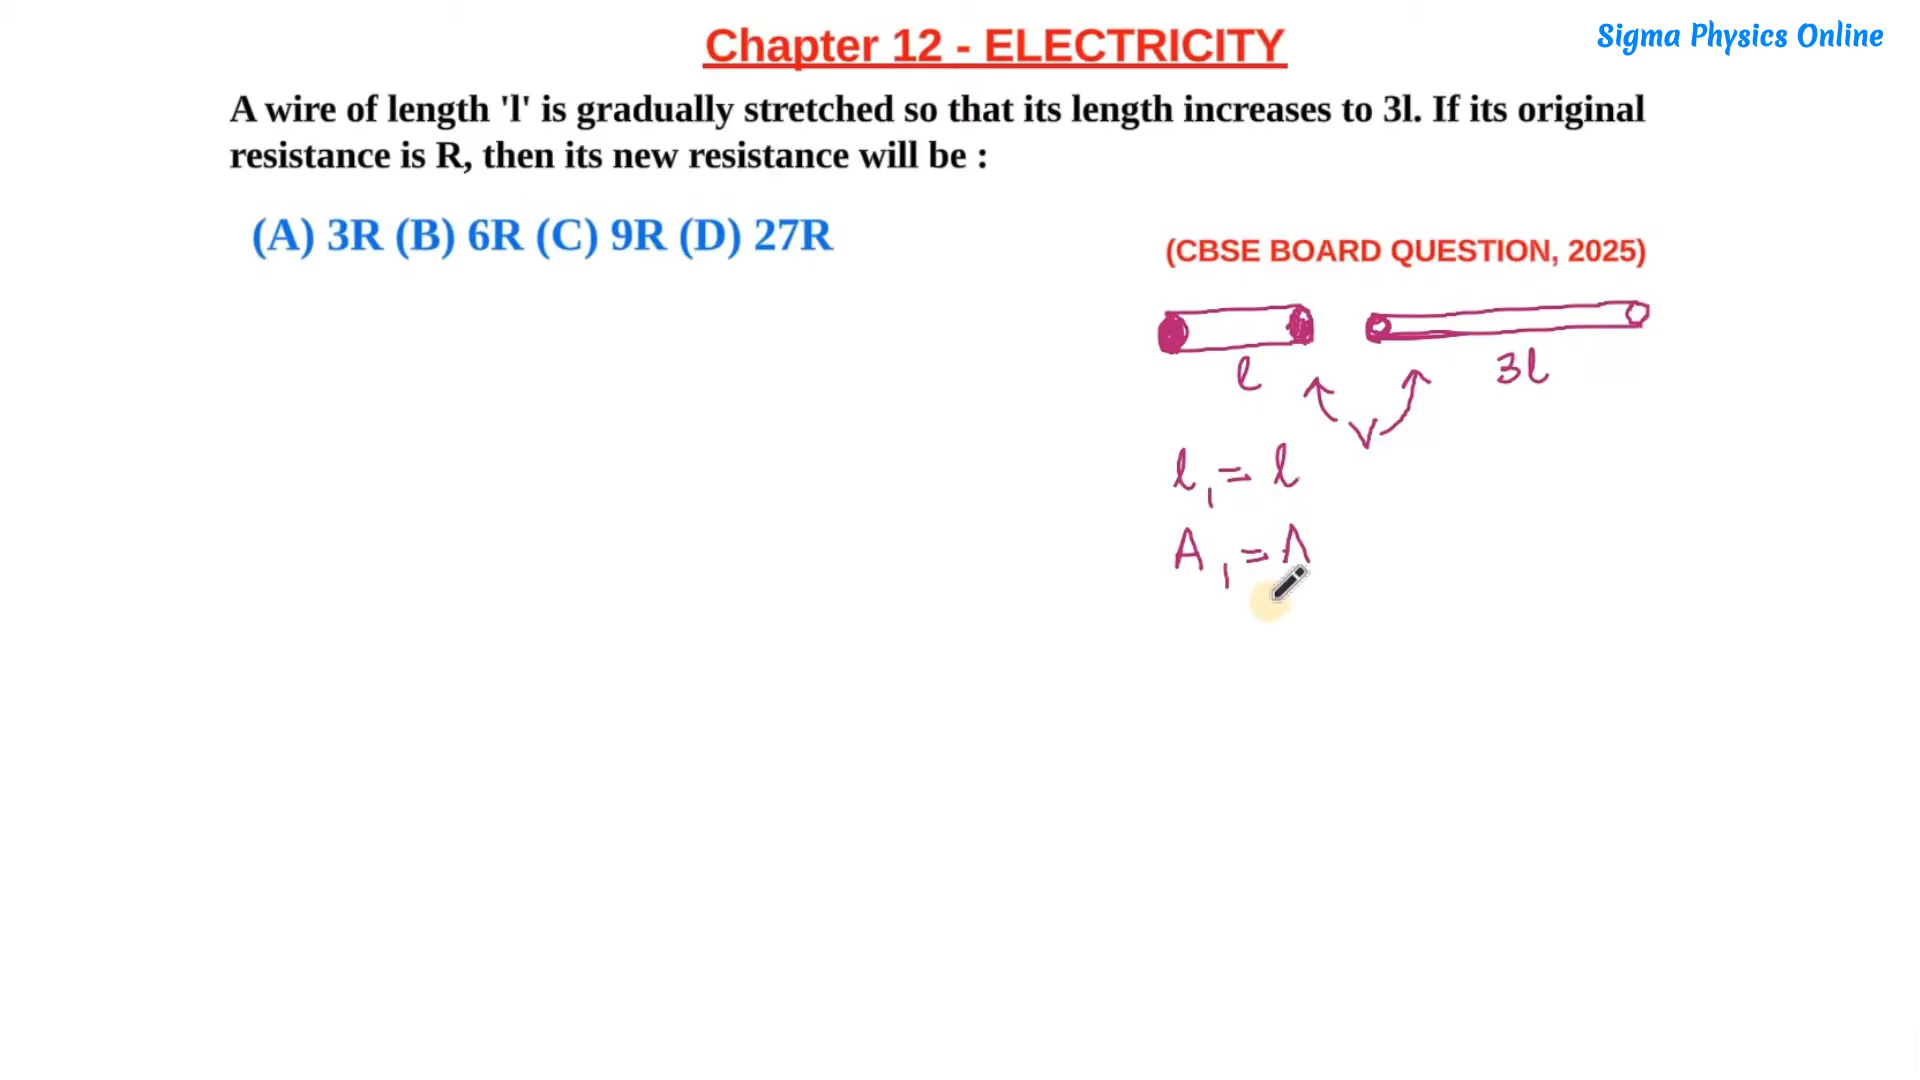 Chapter 12 - ELECTRICITY
Sigma Physics Online
A wire of length 'l' is gradually stretched so that its length increases to 3l. If its original
resistance is R, then its new resistance will be :
(A) 3R (B) 6R (C) 9R (D) 27R
(CBSE BOARD QUESTION, 2025)
l 3l
V
l₁ = l
A₁ = Λ